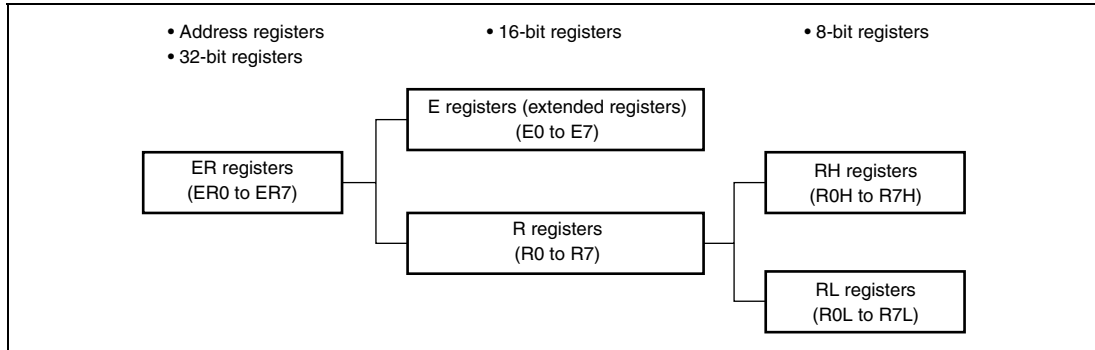 • Address registers
• 32-bit registers
• 16-bit registers
• 8-bit registers
E registers (extended registers)
(E0 to E7)
ER registers
(ER0 to ER7)
RH registers
(R0H to R7H)
R registers
(R0 to R7)
RL registers
(R0L to R7L)